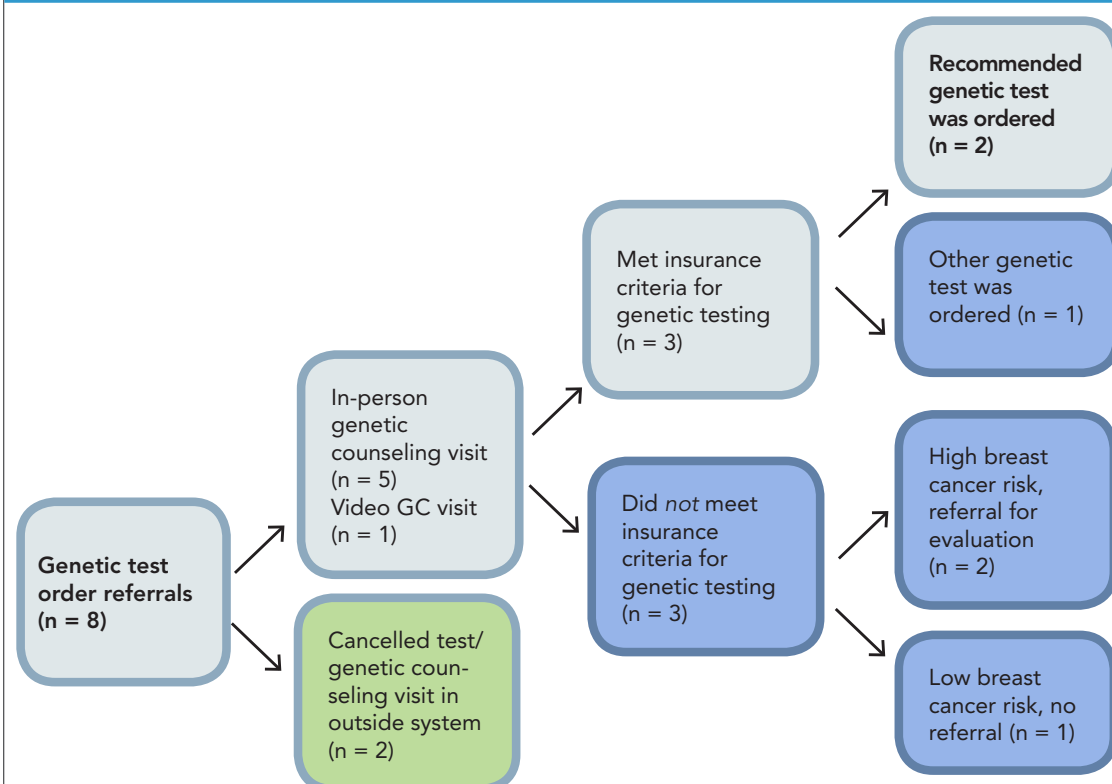 Genetic test
order referrals
(n = 8)
In-person
genetic
counseling visit
(n = 5)
Video GC visit
(n = 1)
Cancelled test/
genetic coun-
seling visit in
outside system
(n = 2)
Met insurance
criteria for
genetic testing
(n = 3)
Did not meet
insurance
criteria for
genetic testing
(n = 3)
Recommended
genetic test
was ordered
(n = 2)
Other genetic
test was
ordered (n = 1)
High breast
cancer risk,
referral for
evaluation
(n = 2)
Low breast
cancer risk, no
referral (n = 1)